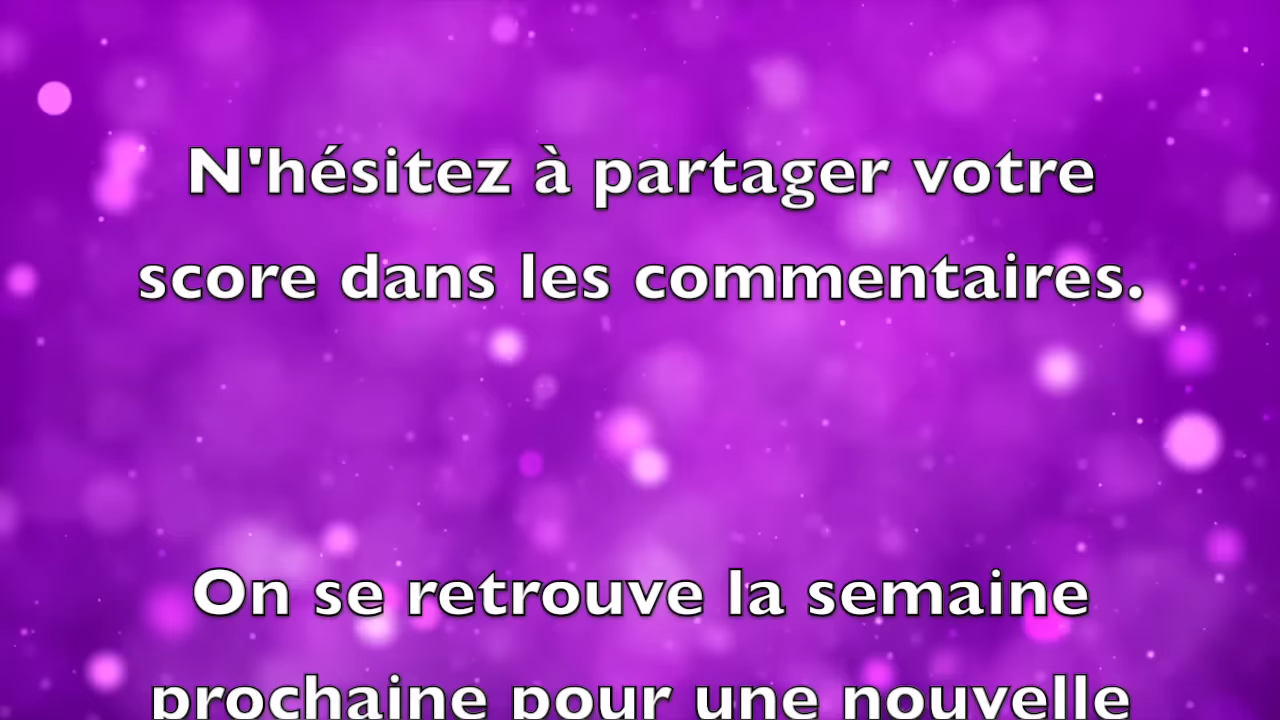 N'hésitez à partager votre
score dans les commentaires.
On se retrouve la semaine
prochaine pour une nouvelle